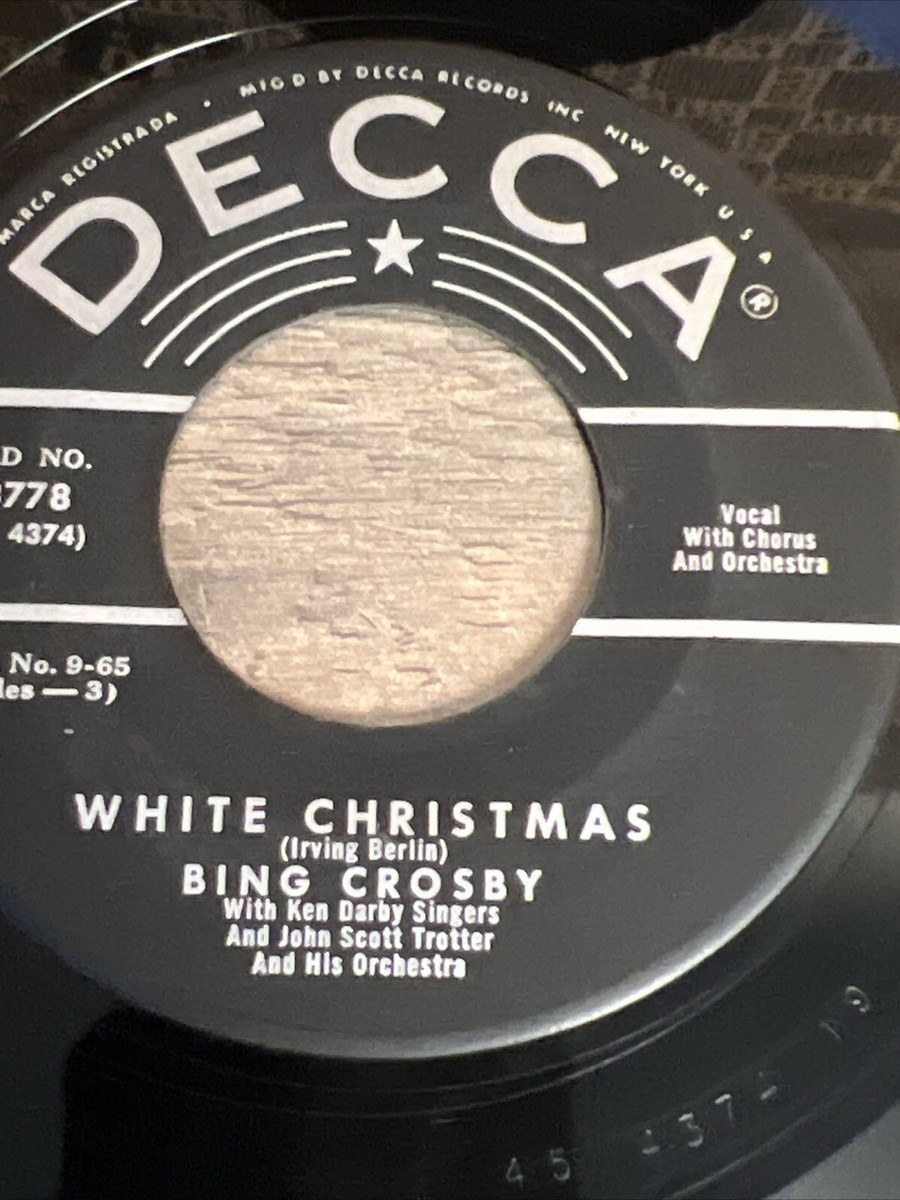 MARCA REGISTRADA • MFG'D BY DECCA RECORDS INC NEW YORK U S A
DECCA®
D NO.
778
4374)
Vocal
With Chorus
And Orchestra
No. 9-65
les — 3)
WHITE CHRISTMAS
(Irving Berlin)
BING CROSBY
With Ken Darby Singers
And John Scott Trotter
And His Orchestra
45